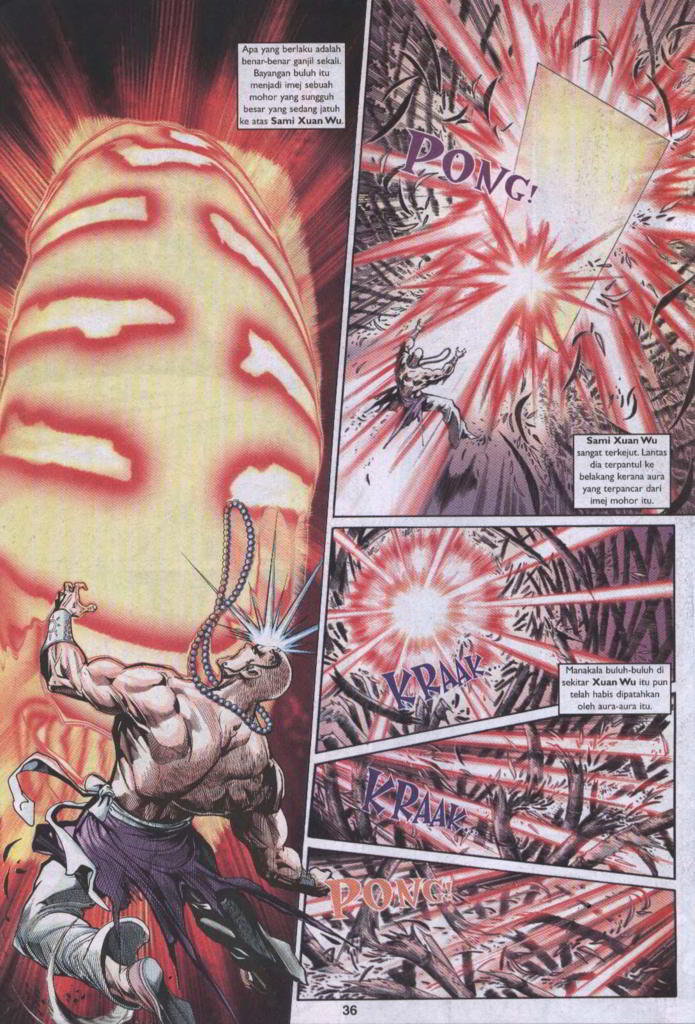 Apa yang berlaku adalah
benar-benar ganjil sekali.
Bayangan buluh itu
menjadi imej sebuah
mohor yang sungguh
besar yang sedang jatuh
ke atas Sami Xuan Wu.
PONG!
Sami Xuan Wu
sangat terkejut. Lantas
dia terpantul ke
belakang kerana aura
yang terpancar dari
imej mohor itu.
KRAAK
Manakala buluh-buluh di
sekitar Xuan Wu itu pun
telah habis dipatahkan
oleh aura-aura itu.
KRAAK
PONG!
36